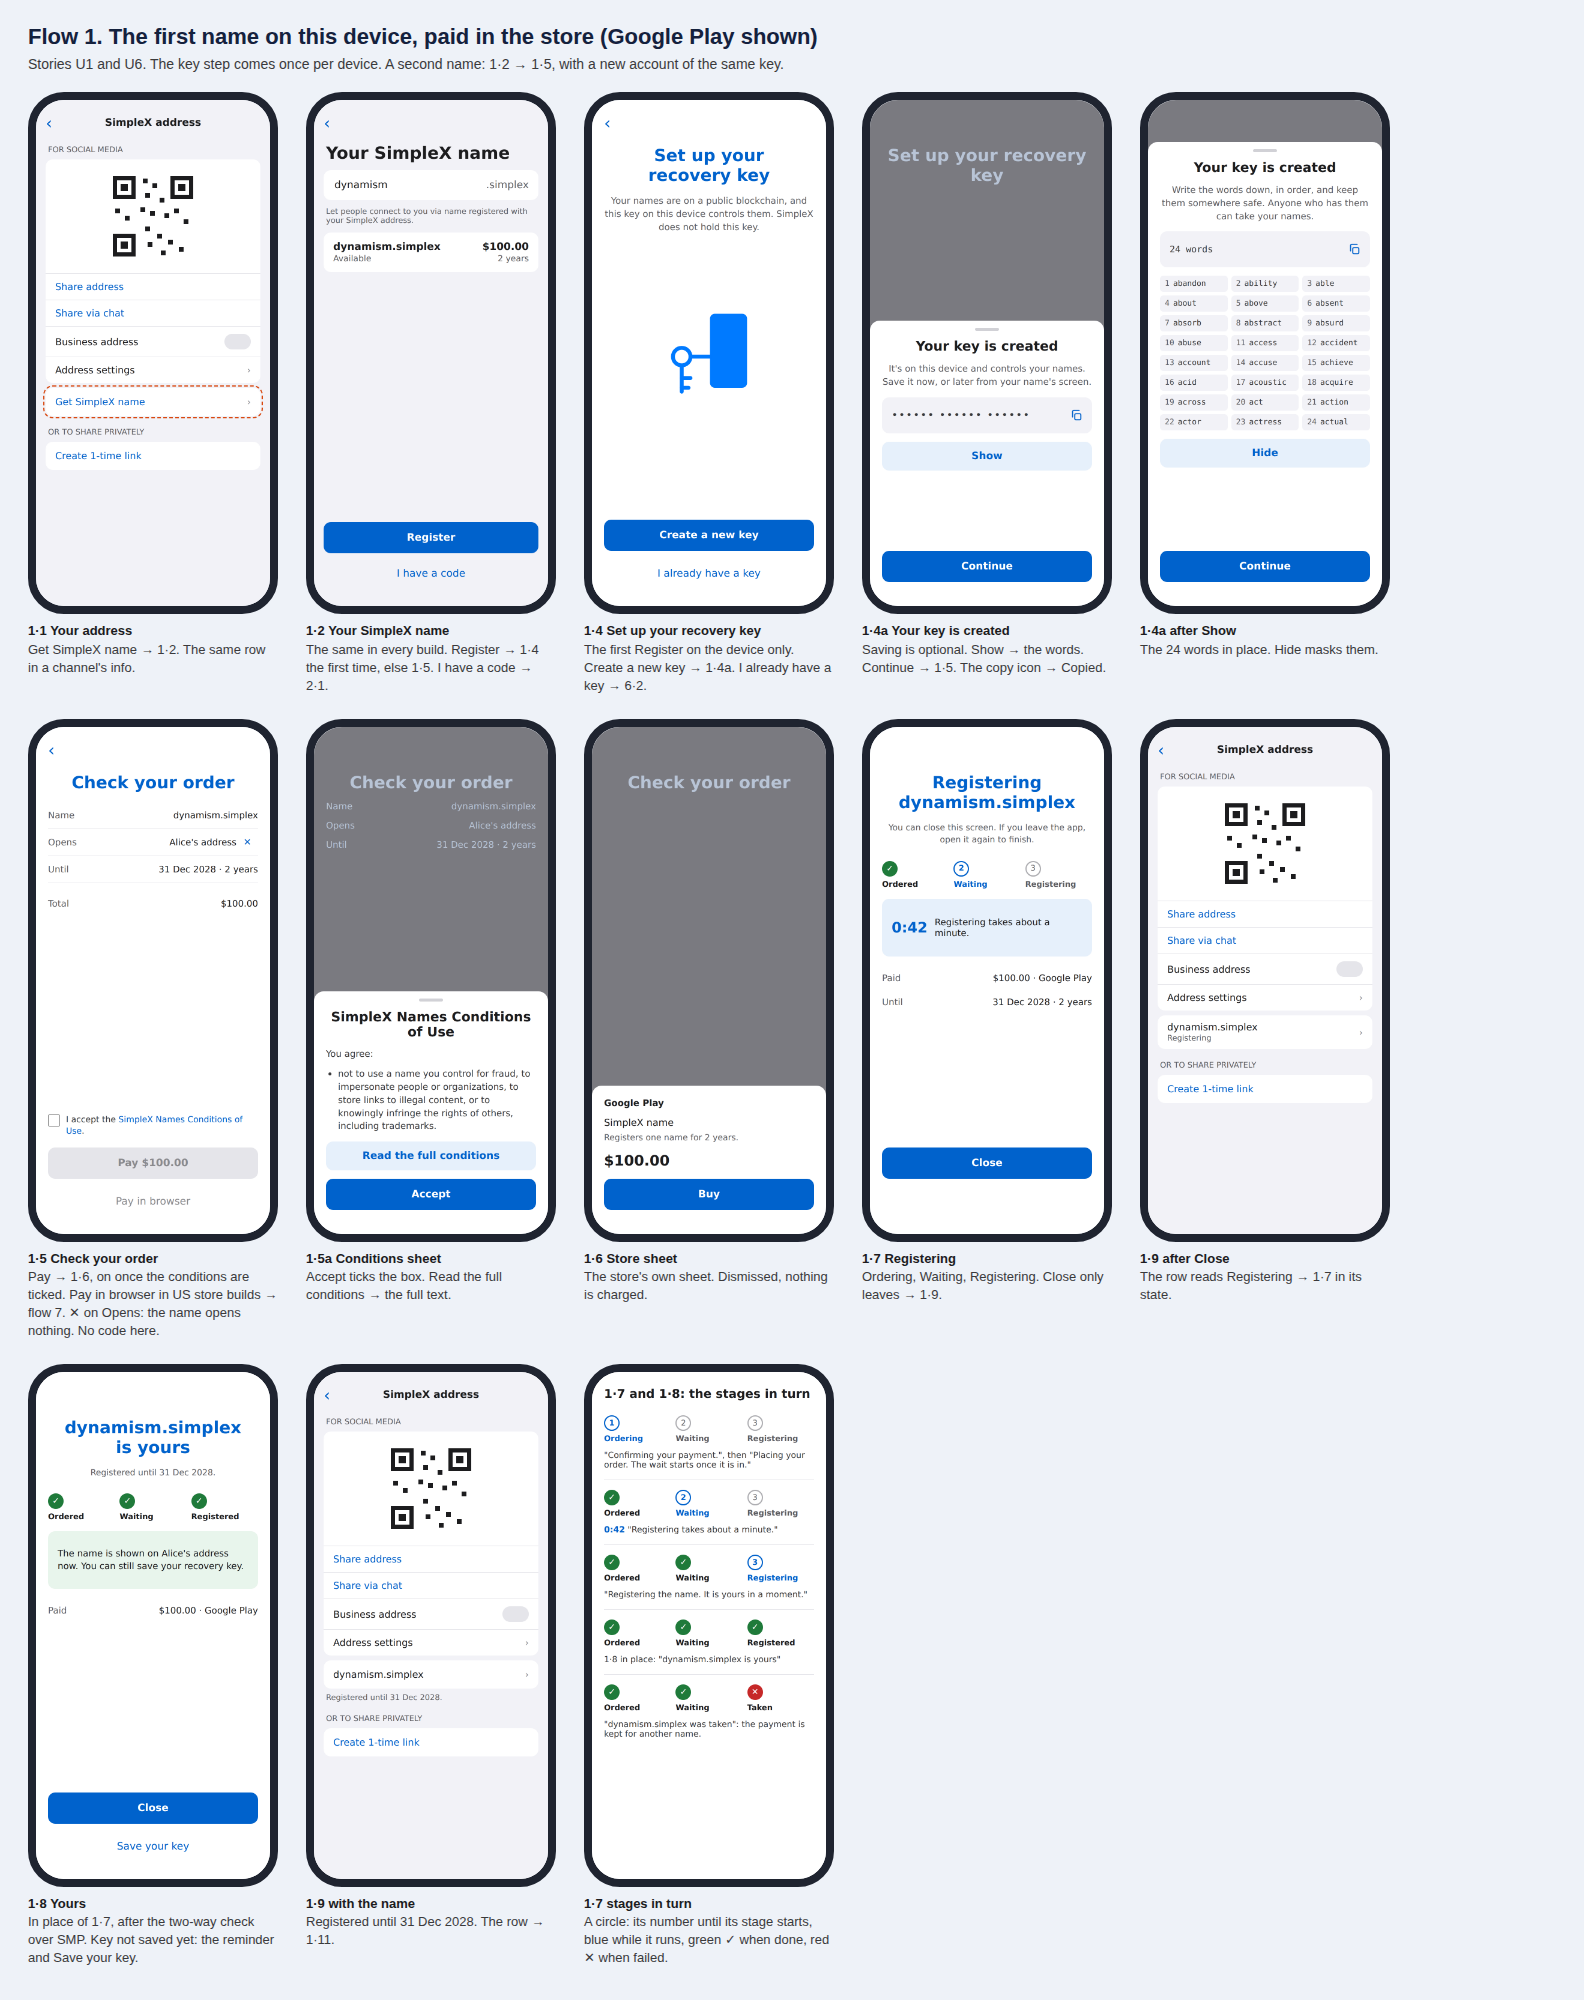 Flow 1. The first name on this device, paid in the store (Google Play shown)
Stories U1 and U6. The key step comes once per device. A second name: 1·2 → 1·5, with a new account of the same key.
‹ SimpleX address
FOR SOCIAL MEDIA
Share address
Share via chat
Business address
Address settings ›
Get SimpleX name ›
OR TO SHARE PRIVATELY
Create 1-time link
1·1 Your address
Get SimpleX name → 1·2. The same row
in a channel's info.
‹
Your SimpleX name
dynamism .simplex
Let people connect to you via name registered with
your SimpleX address.
dynamism.simplex $100.00
Available 2 years
Register
I have a code
1·2 Your SimpleX name
The same in every build. Register → 1·4
the first time, else 1·5. I have a code →
2·1.
‹
Set up your
recovery key
Your names are on a public blockchain, and
this key on this device controls them. SimpleX
does not hold this key.
Create a new key
I already have a key
1·4 Set up your recovery key
The first Register on the device only.
Create a new key → 1·4a. I already have a
key → 6·2.
Set up your recovery
key
Your key is created
It's on this device and controls your names.
Save it now, or later from your name's screen.
•••••• •••••• ••••••
Show
Continue
1·4a Your key is created
Saving is optional. Show → the words.
Continue → 1·5. The copy icon → Copied.
Your key is created
Write the words down, in order, and keep
them somewhere safe. Anyone who has them
can take your names.
24 words
1 abandon 2 ability 3 able
4 about 5 above 6 absent
7 absorb 8 abstract 9 absurd
10 abuse 11 access 12 accident
13 account 14 accuse 15 achieve
16 acid 17 acoustic 18 acquire
19 across 20 act 21 action
22 actor 23 actress 24 actual
Hide
Continue
1·4a after Show
The 24 words in place. Hide masks them.
‹
Check your order
Name dynamism.simplex
Opens Alice's address ✕
Until 31 Dec 2028 · 2 years
Total $100.00
I accept the SimpleX Names Conditions of
Use.
Pay $100.00
Pay in browser
1·5 Check your order
Pay → 1·6, on once the conditions are
ticked. Pay in browser in US store builds →
flow 7. ✕ on Opens: the name opens
nothing. No code here.
Check your order
Name dynamism.simplex
Opens Alice's address
Until 31 Dec 2028 · 2 years
SimpleX Names Conditions
of Use
You agree:
• not to use a name you control for fraud, to
impersonate people or organizations, to
store links to illegal content, or to
knowingly infringe the rights of others,
including trademarks.
Read the full conditions
Accept
1·5a Conditions sheet
Accept ticks the box. Read the full
conditions → the full text.
Check your order
Google Play
SimpleX name
Registers one name for 2 years.
$100.00
Buy
1·6 Store sheet
The store's own sheet. Dismissed, nothing
is charged.
Registering
dynamism.simplex
You can close this screen. If you leave the app,
open it again to finish.
✓ 2 3
Ordered Waiting Registering
0:42 Registering takes about a
minute.
Paid $100.00 · Google Play
Until 31 Dec 2028 · 2 years
Close
1·7 Registering
Ordering, Waiting, Registering. Close only
leaves → 1·9.
‹ SimpleX address
FOR SOCIAL MEDIA
Share address
Share via chat
Business address
Address settings ›
dynamism.simplex ›
Registering
OR TO SHARE PRIVATELY
Create 1-time link
1·9 after Close
The row reads Registering → 1·7 in its
state.
dynamism.simplex
is yours
Registered until 31 Dec 2028.
✓ ✓ ✓
Ordered Waiting Registered
The name is shown on Alice's address
now. You can still save your recovery key.
Paid $100.00 · Google Play
Close
Save your key
1·8 Yours
In place of 1·7, after the two-way check
over SMP. Key not saved yet: the reminder
and Save your key.
‹ SimpleX address
FOR SOCIAL MEDIA
Share address
Share via chat
Business address
Address settings ›
dynamism.simplex ›
Registered until 31 Dec 2028.
OR TO SHARE PRIVATELY
Create 1-time link
1·9 with the name
Registered until 31 Dec 2028. The row →
1·11.
1·7 and 1·8: the stages in turn
1 2 3
Ordering Waiting Registering
"Confirming your payment.", then "Placing your
order. The wait starts once it is in."
✓ 2 3
Ordered Waiting Registering
0:42 "Registering takes about a minute."
✓ ✓ 3
Ordered Waiting Registering
"Registering the name. It is yours in a moment."
✓ ✓ ✓
Ordered Waiting Registered
1·8 in place: "dynamism.simplex is yours"
✓ ✓ ✕
Ordered Waiting Taken
"dynamism.simplex was taken": the payment is
kept for another name.
1·7 stages in turn
A circle: its number until its stage starts,
blue while it runs, green ✓ when done, red
✕ when failed.